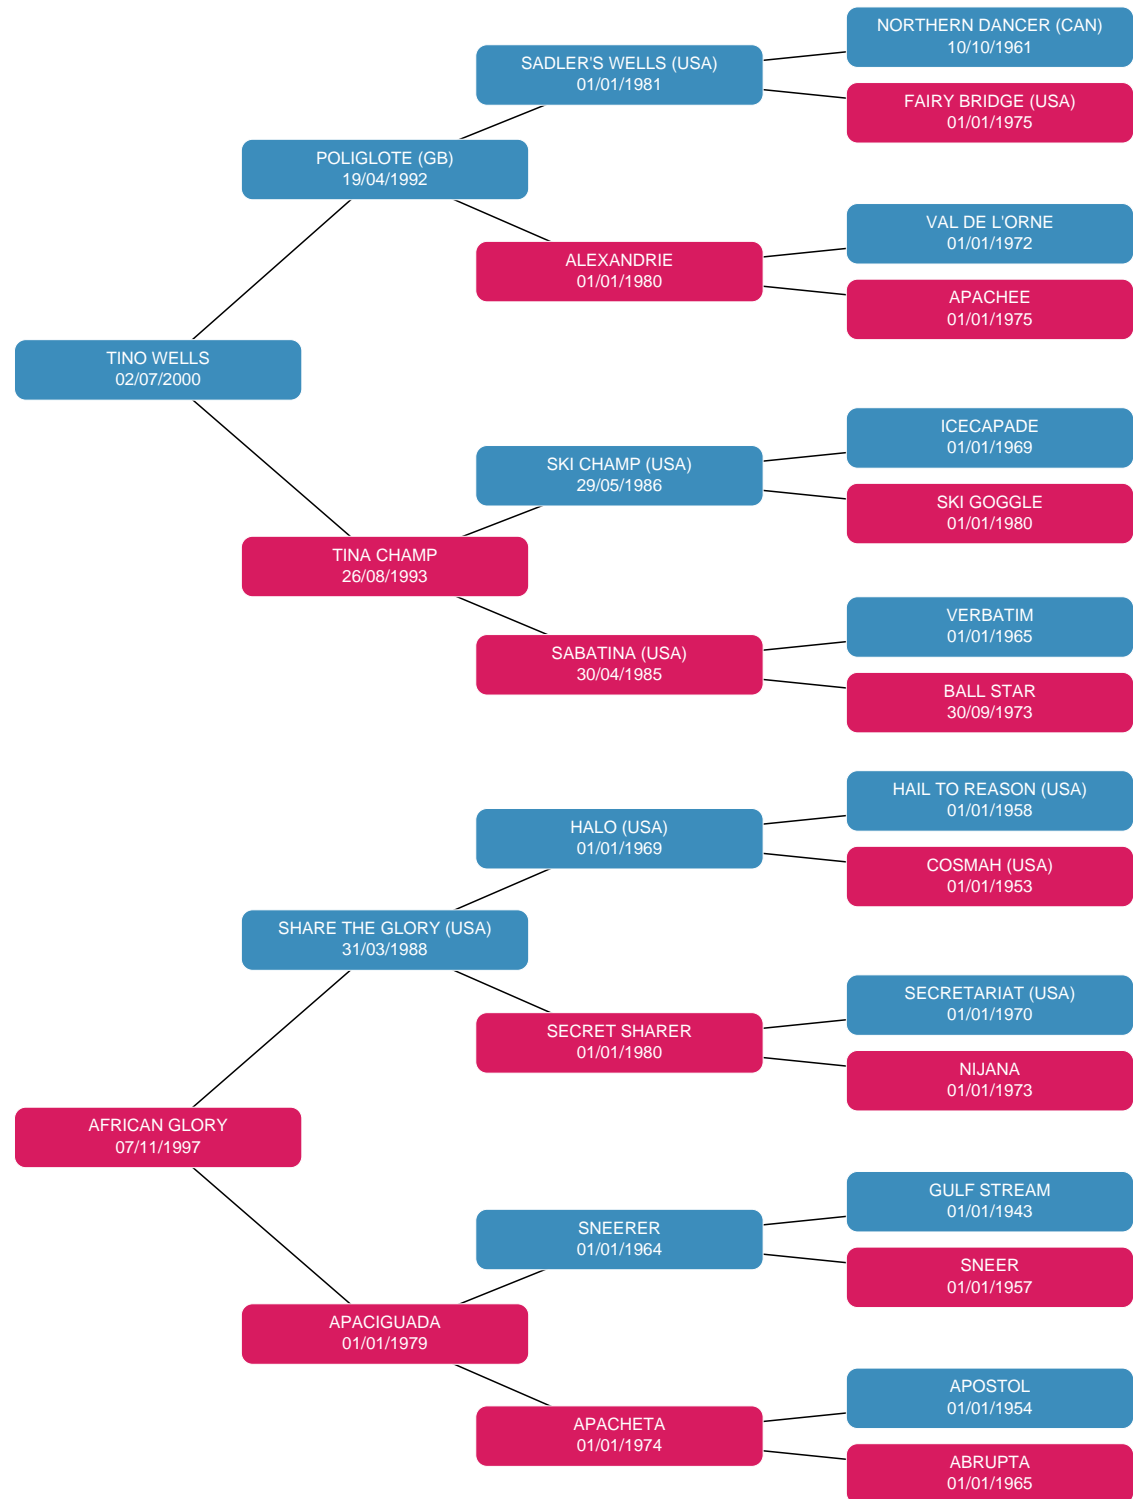 NORTHERN DANCER (CAN)
10/10/1961
SADLER'S WELLS (USA)
01/01/1981
FAIRY BRIDGE (USA)
01/01/1975
POLIGLOTE (GB)
19/04/1992
VAL DE L'ORNE
01/01/1972
ALEXANDRIE
01/01/1980
APACHEE
01/01/1975
TINO WELLS
02/07/2000
ICECAPADE
01/01/1969
SKI CHAMP (USA)
29/05/1986
SKI GOGGLE
01/01/1980
TINA CHAMP
26/08/1993
VERBATIM
01/01/1965
SABATINA (USA)
30/04/1985
BALL STAR
30/09/1973
HAIL TO REASON (USA)
01/01/1958
HALO (USA)
01/01/1969
COSMAH (USA)
01/01/1953
SHARE THE GLORY (USA)
31/03/1988
SECRETARIAT (USA)
01/01/1970
SECRET SHARER
01/01/1980
NIJANA
01/01/1973
AFRICAN GLORY
07/11/1997
GULF STREAM
01/01/1943
SNEERER
01/01/1964
SNEER
01/01/1957
APACIGUADA
01/01/1979
APOSTOL
01/01/1954
APACHETA
01/01/1974
ABRUPTA
01/01/1965